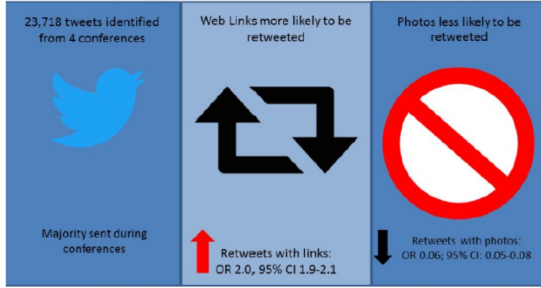 23,718 tweets identified
from 4 conferences
Majority sent during
conferences
Web Links more likely to be
retweeted
Retweets with links:
OR 2.0, 95% CI 1.9-2.1
Photos less likely to be
retweeted
Retweets with photos:
OR 0.06; 95% CI: 0.05-0.08